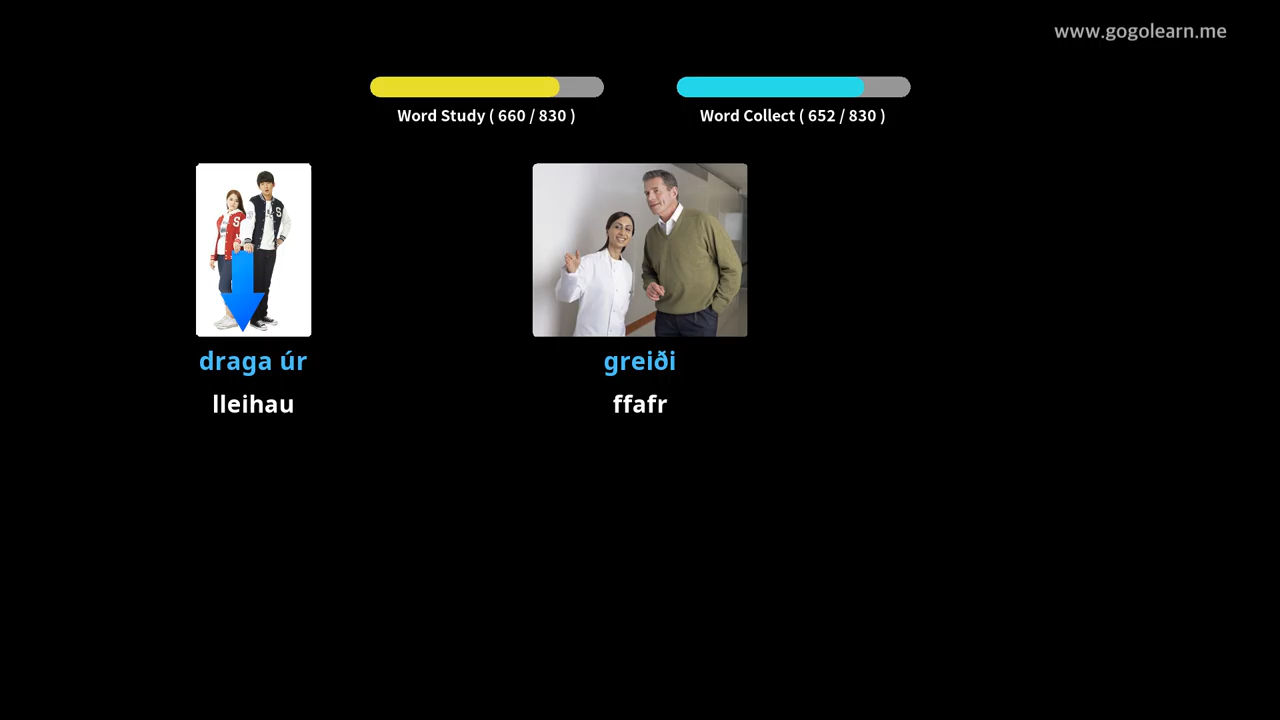 www.gogolearn.me
Word Study ( 660 / 830 )
Word Collect ( 652 / 830 )
draga úr
lleihau
greiði
ffafr